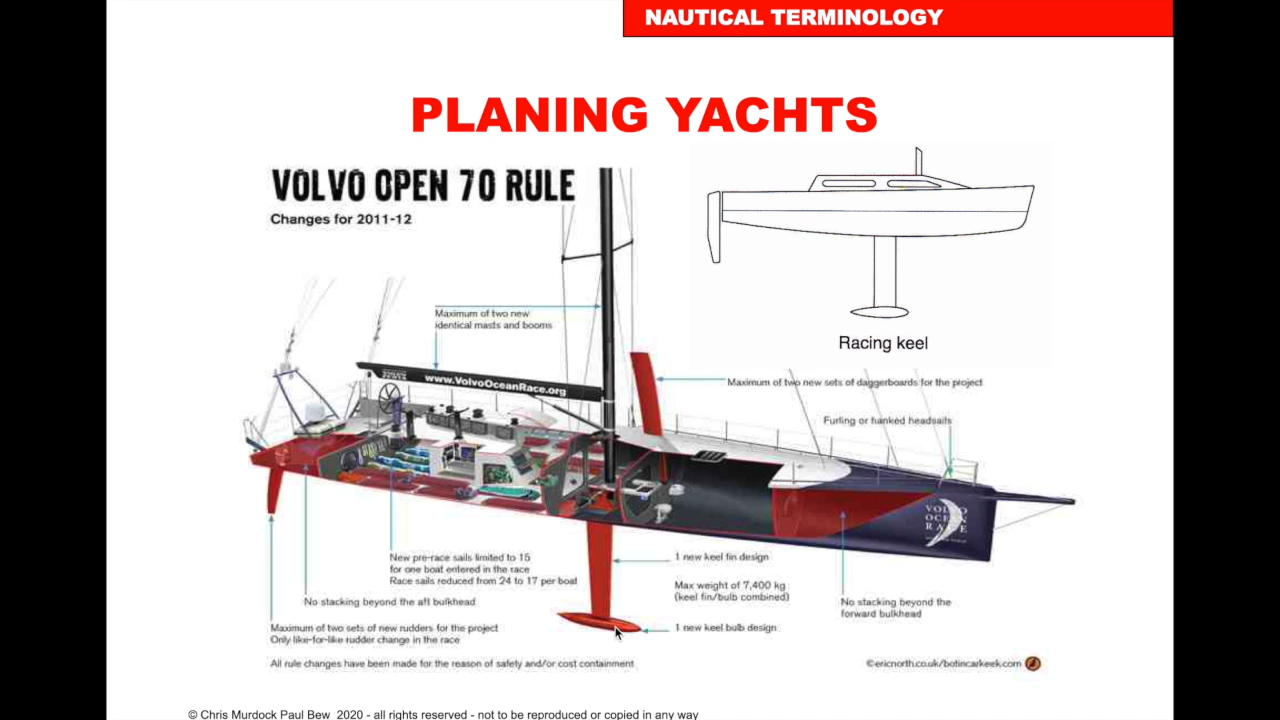 NAUTICAL TERMINOLOGY
PLANING YACHTS
VOLVO OPEN 70 RULE
Changes for 2011-12
Maximum of two new
identical masts and booms
Racing keel
www.VolvoOceanRace.org
Maximum of two new sets of daggerboards for the project
Furling or hanked headsails
VOLVO
OCEAN
RACE
New pre-race sails limited to 15
for one boat entered in the race
Race sails reduced from 24 to 17 per boat
1 new keel fin design
Max weight of 7,400 kg
(keel fin/bulb combined)
No stacking beyond the aft bulkhead
No stacking beyond the
forward bulkhead
Maximum of two sets of new rudders for the project
Only like-for-like rudder change in the race
1 new keel bulb design
All rule changes have been made for the reason of safety and/or cost containment
©ericnorth.co.uk/botincarkeek.com
© Chris Murdock Paul Bew 2020 - all rights reserved - not to be reproduced or copied in any way